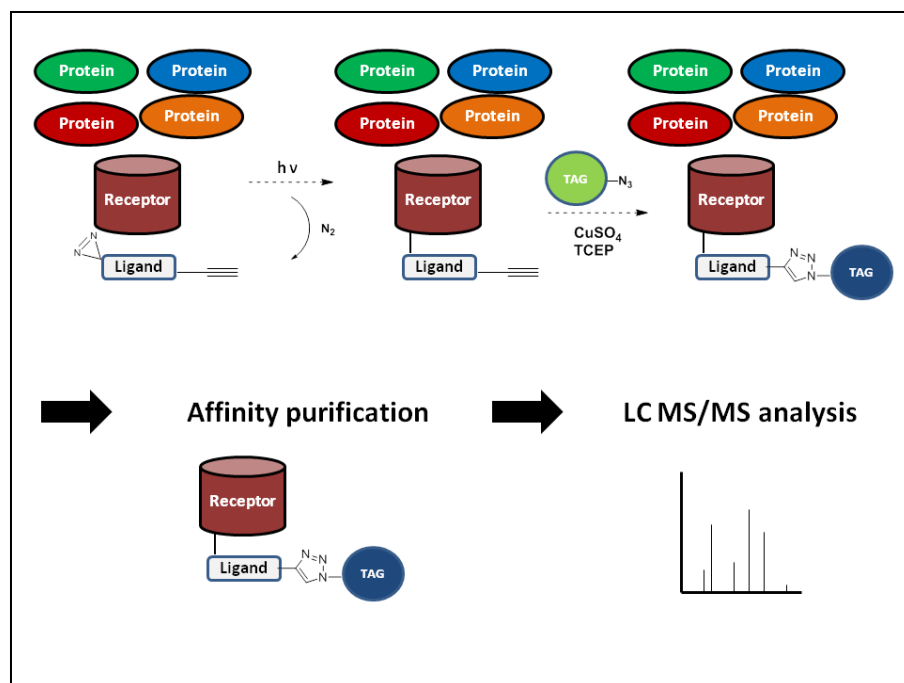 Protein Protein Protein Protein Protein Protein
Protein Protein Protein Protein Protein Protein
Receptor Receptor Receptor
h ν
N₂
TAG N₃
CuSO₄
TCEP
N N
Ligand Ligand Ligand
N N N
TAG
Affinity purification LC MS/MS analysis
Receptor
Ligand
N N N
TAG